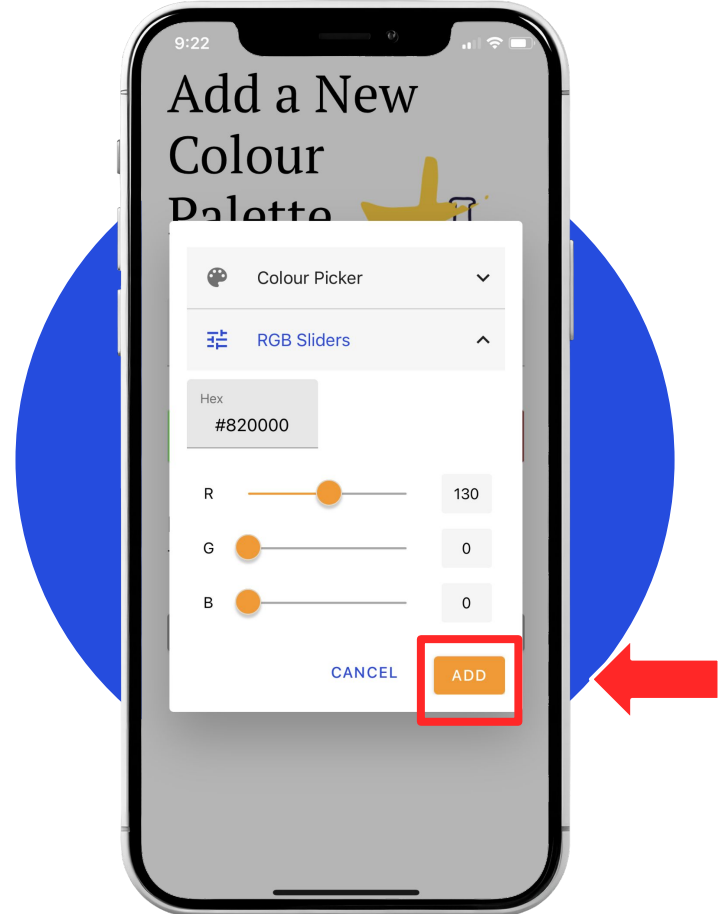 9:22
Add a New
Colour
Palette
Colour Picker
RGB Sliders
Hex
#820000
R 130
G 0
B 0
CANCEL ADD